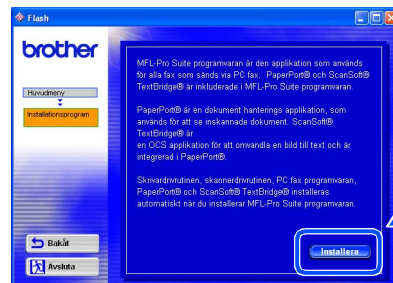 Flash
brother
Huvudmeny
Installationsprogram
MFL-Pro Suite programvaran är den applikation som används
för alla fax som sänds via PC fax. PaperPort® och ScanSoft®
TextBridge® är inkluderade i MFL-Pro Suite programvaran.
PaperPort® är en dokument hanterings applikation, som
används för att se inskannade dokument. ScanSoft®
TextBridge® är
en OCS applikation för att omvandla en bild till text och är
integrerad i PaperPort®.
Skrivardrivrutinen, skannerdrivrutinen, PC fax programvaran,
PaperPort® och ScanSoft® TextBridge® installeras
automatiskt när du installerar MFL-Pro Suite programvaran.
Installera
Bakåt
Avsluta